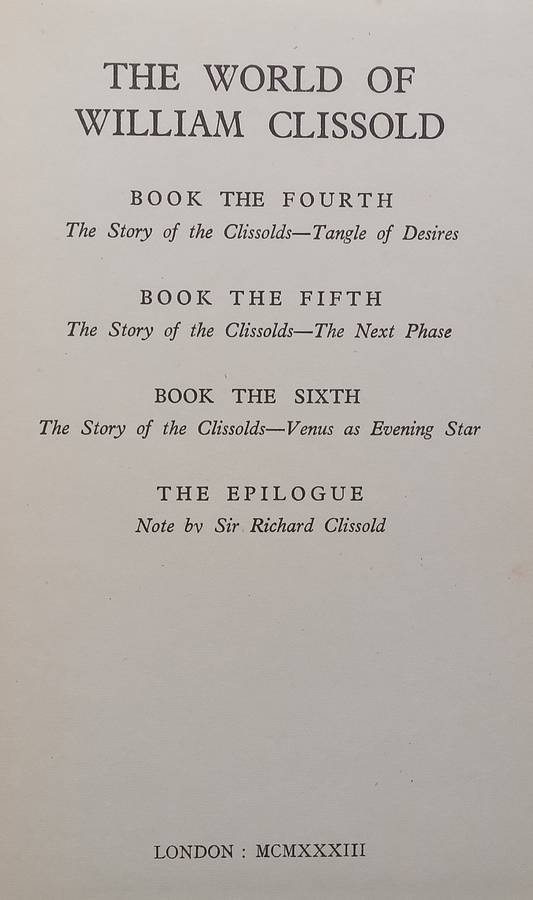 THE WORLD OF
WILLIAM CLISSOLD
BOOK THE FOURTH
The Story of the Clissolds—Tangle of Desires
BOOK THE FIFTH
The Story of the Clissolds—The Next Phase
BOOK THE SIXTH
The Story of the Clissolds—Venus as Evening Star
THE EPILOGUE
Note by Sir Richard Clissold
LONDON : MCMXXXIII